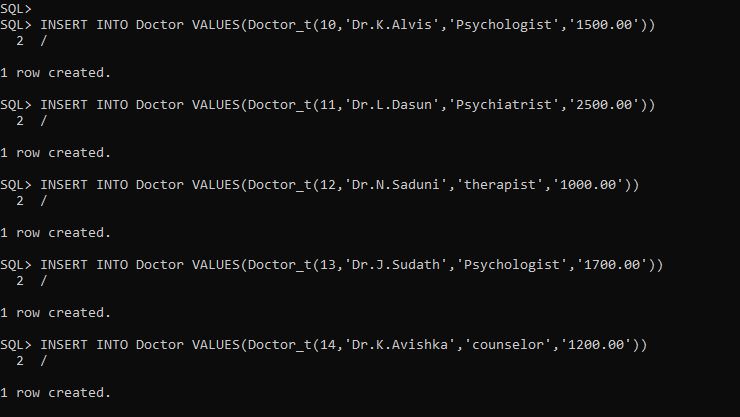 SQL>
SQL> INSERT INTO Doctor VALUES(Doctor_t(10,'Dr.K.Alvis','Psychologist','1500.00'))
  2  /
1 row created.
SQL> INSERT INTO Doctor VALUES(Doctor_t(11,'Dr.L.Dasun','Psychiatrist','2500.00'))
  2  /
1 row created.
SQL> INSERT INTO Doctor VALUES(Doctor_t(12,'Dr.N.Saduni','therapist','1000.00'))
  2  /
1 row created.
SQL> INSERT INTO Doctor VALUES(Doctor_t(13,'Dr.J.Sudath','Psychologist','1700.00'))
  2  /
1 row created.
SQL> INSERT INTO Doctor VALUES(Doctor_t(14,'Dr.K.Avishka','counselor','1200.00'))
  2  /
1 row created.